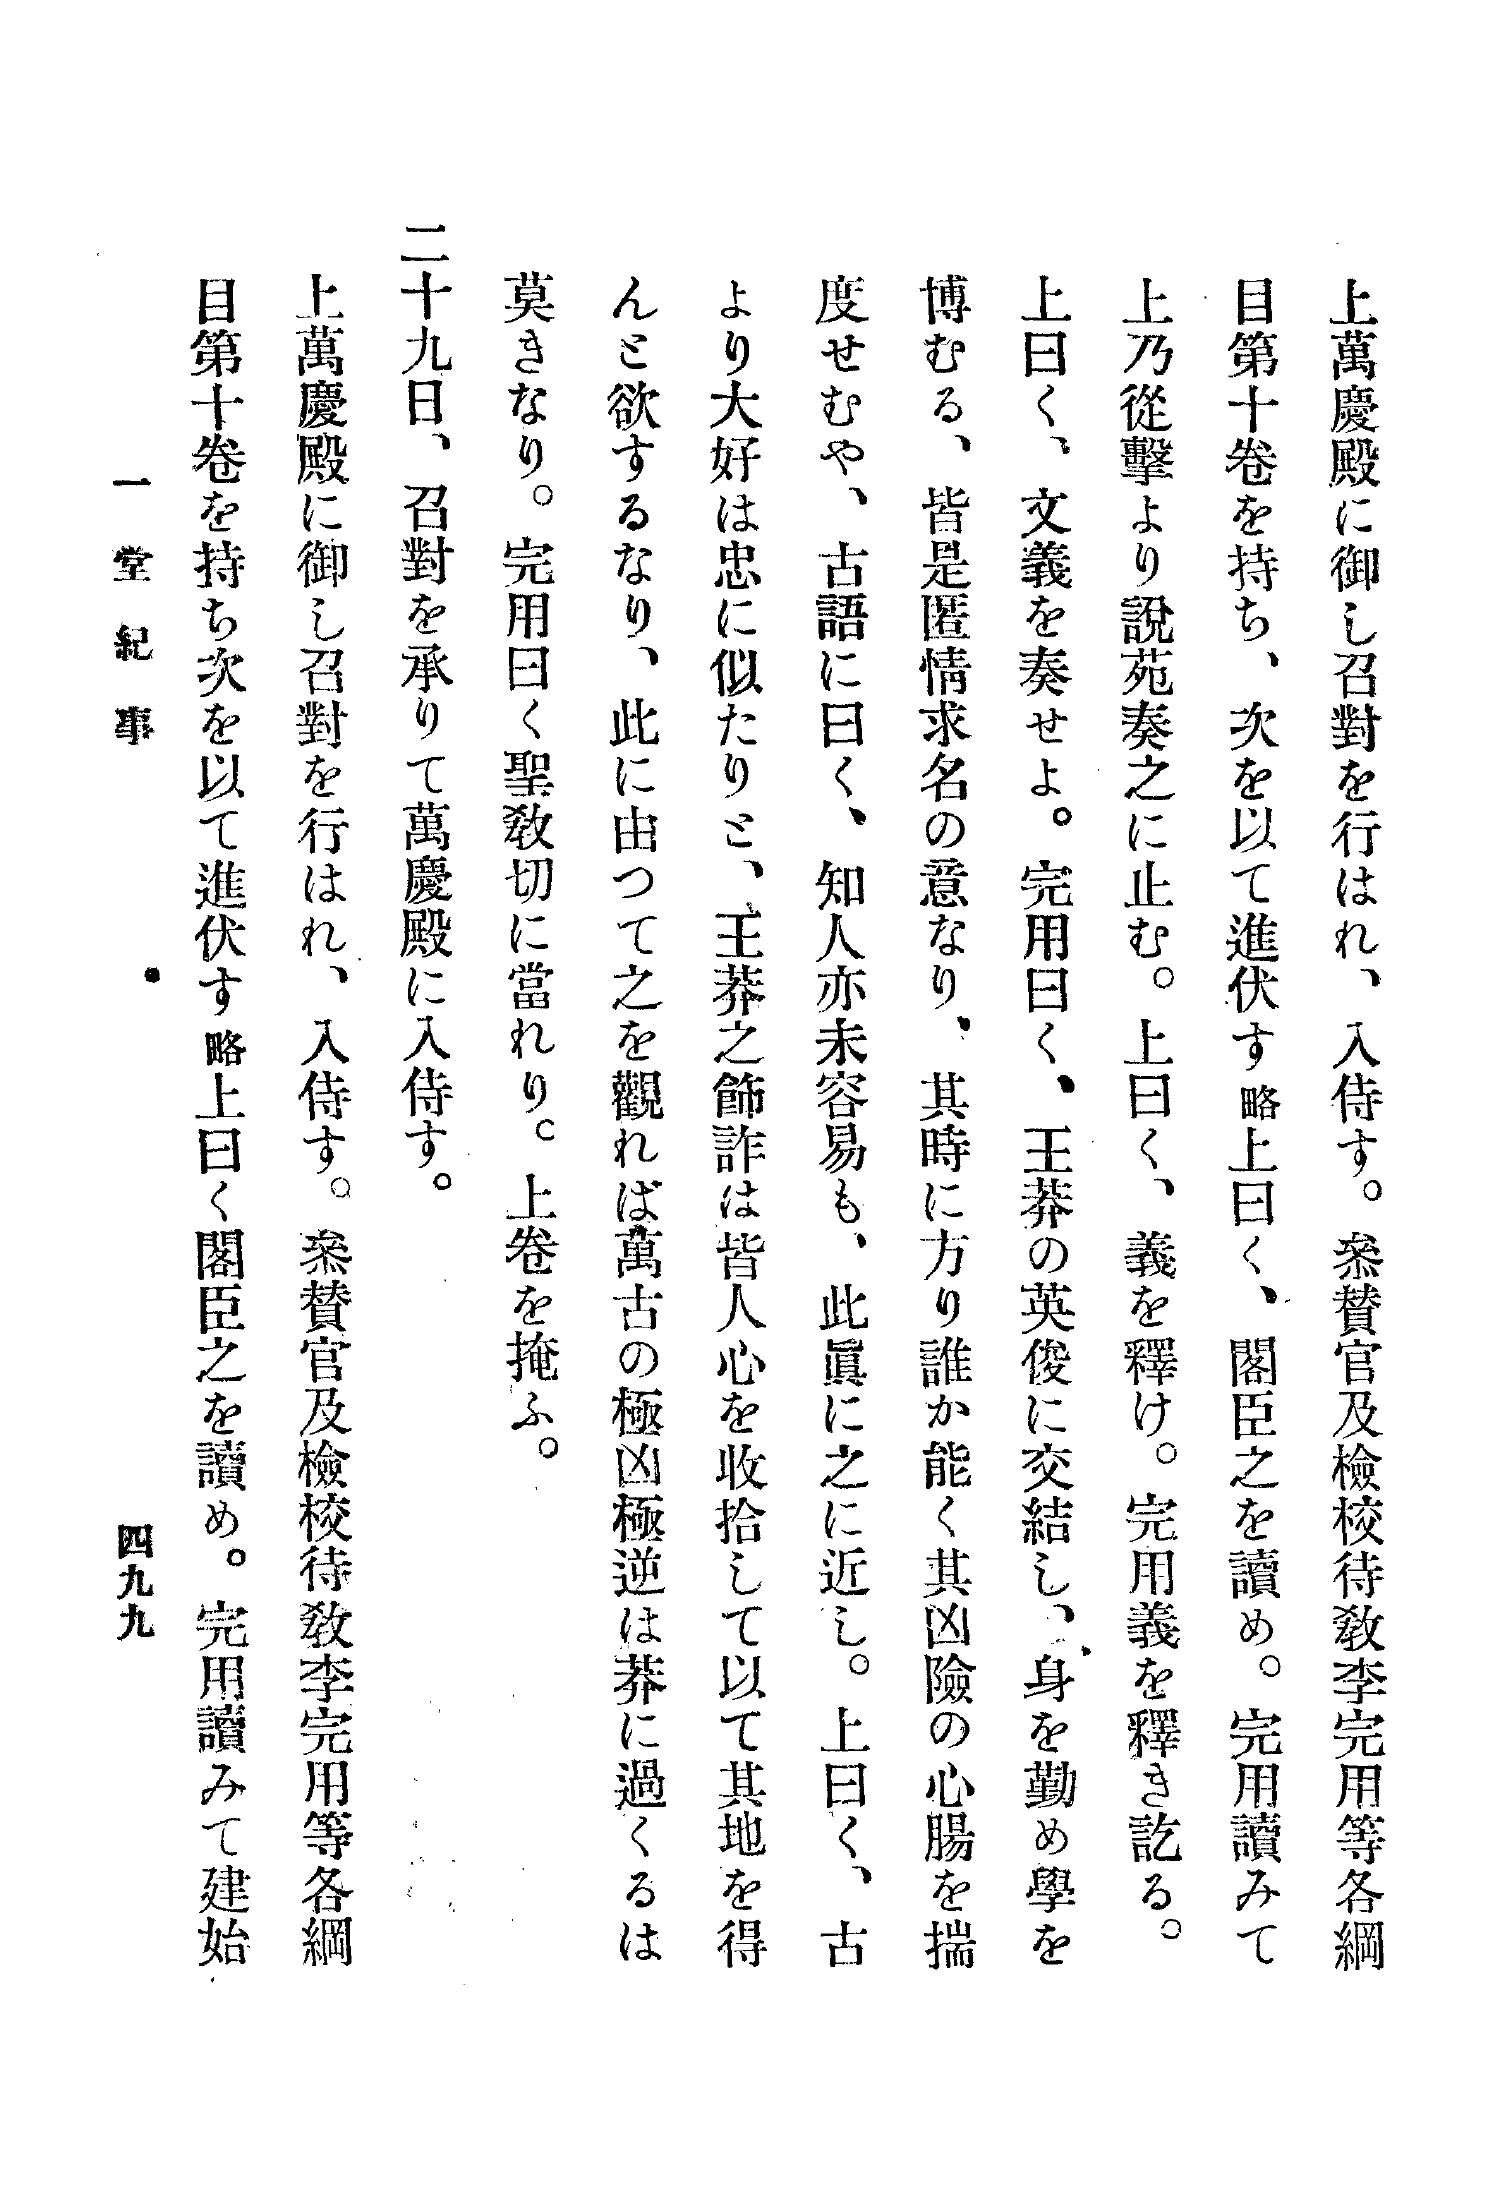 上萬慶殿に御し召對を行はれ、入侍す。叅賛官及檢校待敎李完用等各綱
目第十卷を持ち、次を以て進伏す略上曰く、閣臣之を讀め。完用讀みて
上乃從擊より說苑奏之に止む。上曰く、義を釋け。完用義を釋き訖る。
上曰く、文義を奏せよ。完用曰く、王莽の英俊に交結し、身を勤め學を
博むる、皆是匿情求名の意なり、其時に方り誰か能く其凶險の心腸を揣
度せむや、古語に曰く、知人亦未容易も、此眞に之に近し。上曰く、古
より大好は忠に似たりと、王莽之飾詐は皆人心を收拾して以て其地を得
んと欲するなり、此に由つて之を觀れば萬古の極凶極逆は莽に過くるは
莫きなり。完用曰く聖敎切に當れり。上卷を掩ふ。
二十九日、召對を承りて萬慶殿に入侍す。
上萬慶殿に御し召對を行はれ、入侍す。叅賛官及檢校待敎李完用等各綱
目第十卷を持ち次を以て進伏す略上曰く閣臣之を讀め。完用讀みて建始
一堂紀事
四九九